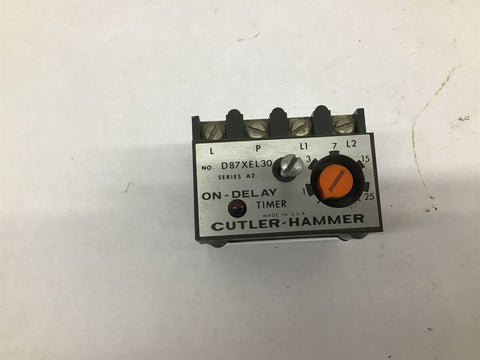 L P L1 L2
NO. D87XEL30
SERIES A2
3 7 15
1 25
ON-DELAY
TIMER
MADE IN U.S.A.
CUTLER-HAMMER